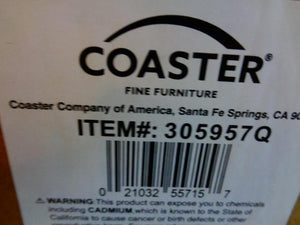 COASTER®
FINE FURNITURE
Coaster Company of America, Santa Fe Springs, CA 90
ITEM#: 305957Q
0 21032 55715 7
⚠ WARNING: This product can expose you to chemicals
including CADMIUM, which is known to the State of
California to cause cancer or birth defects or other